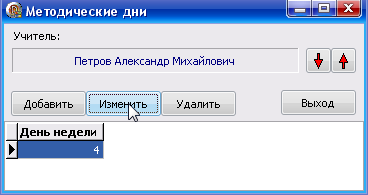 Методические дни
Учитель:
Петров Александр Михайлович
Добавить Изменить Удалить Выход
День недели
4